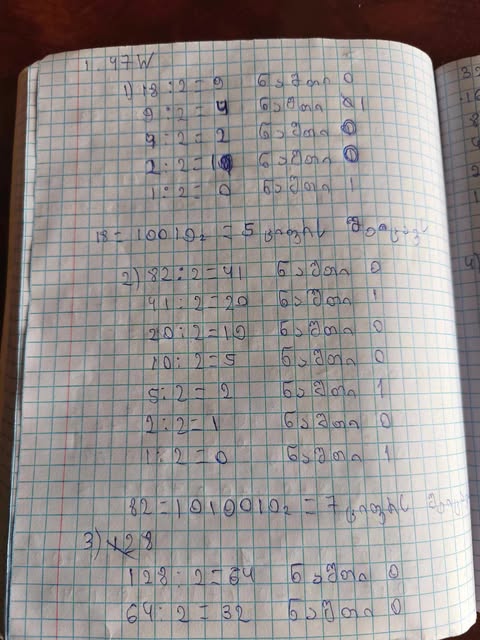 1.47W
1) 18 : 2 = 9 ნაშთი 0
9 : 2 = 4 ნაშთი 1
4 : 2 = 2 ნაშთი 0
2 : 2 = 1 ნაშთი 0
1 : 2 = 0 ნაშთი 1
18 = 10010₂ = 5 ციფრს
2) 82 : 2 = 41 ნაშთი 0
41 : 2 = 20 ნაშთი 1
20 : 2 = 10 ნაშთი 0
10 : 2 = 5 ნაშთი 0
5 : 2 = 2 ნაშთი 1
2 : 2 = 1 ნაშთი 0
1 : 2 = 0 ნაშთი 1
82 = 1010010₂ = 7 ციფრს
3) 128
128 : 2 = 64 ნაშთი 0
64 : 2 = 32 ნაშთი 0